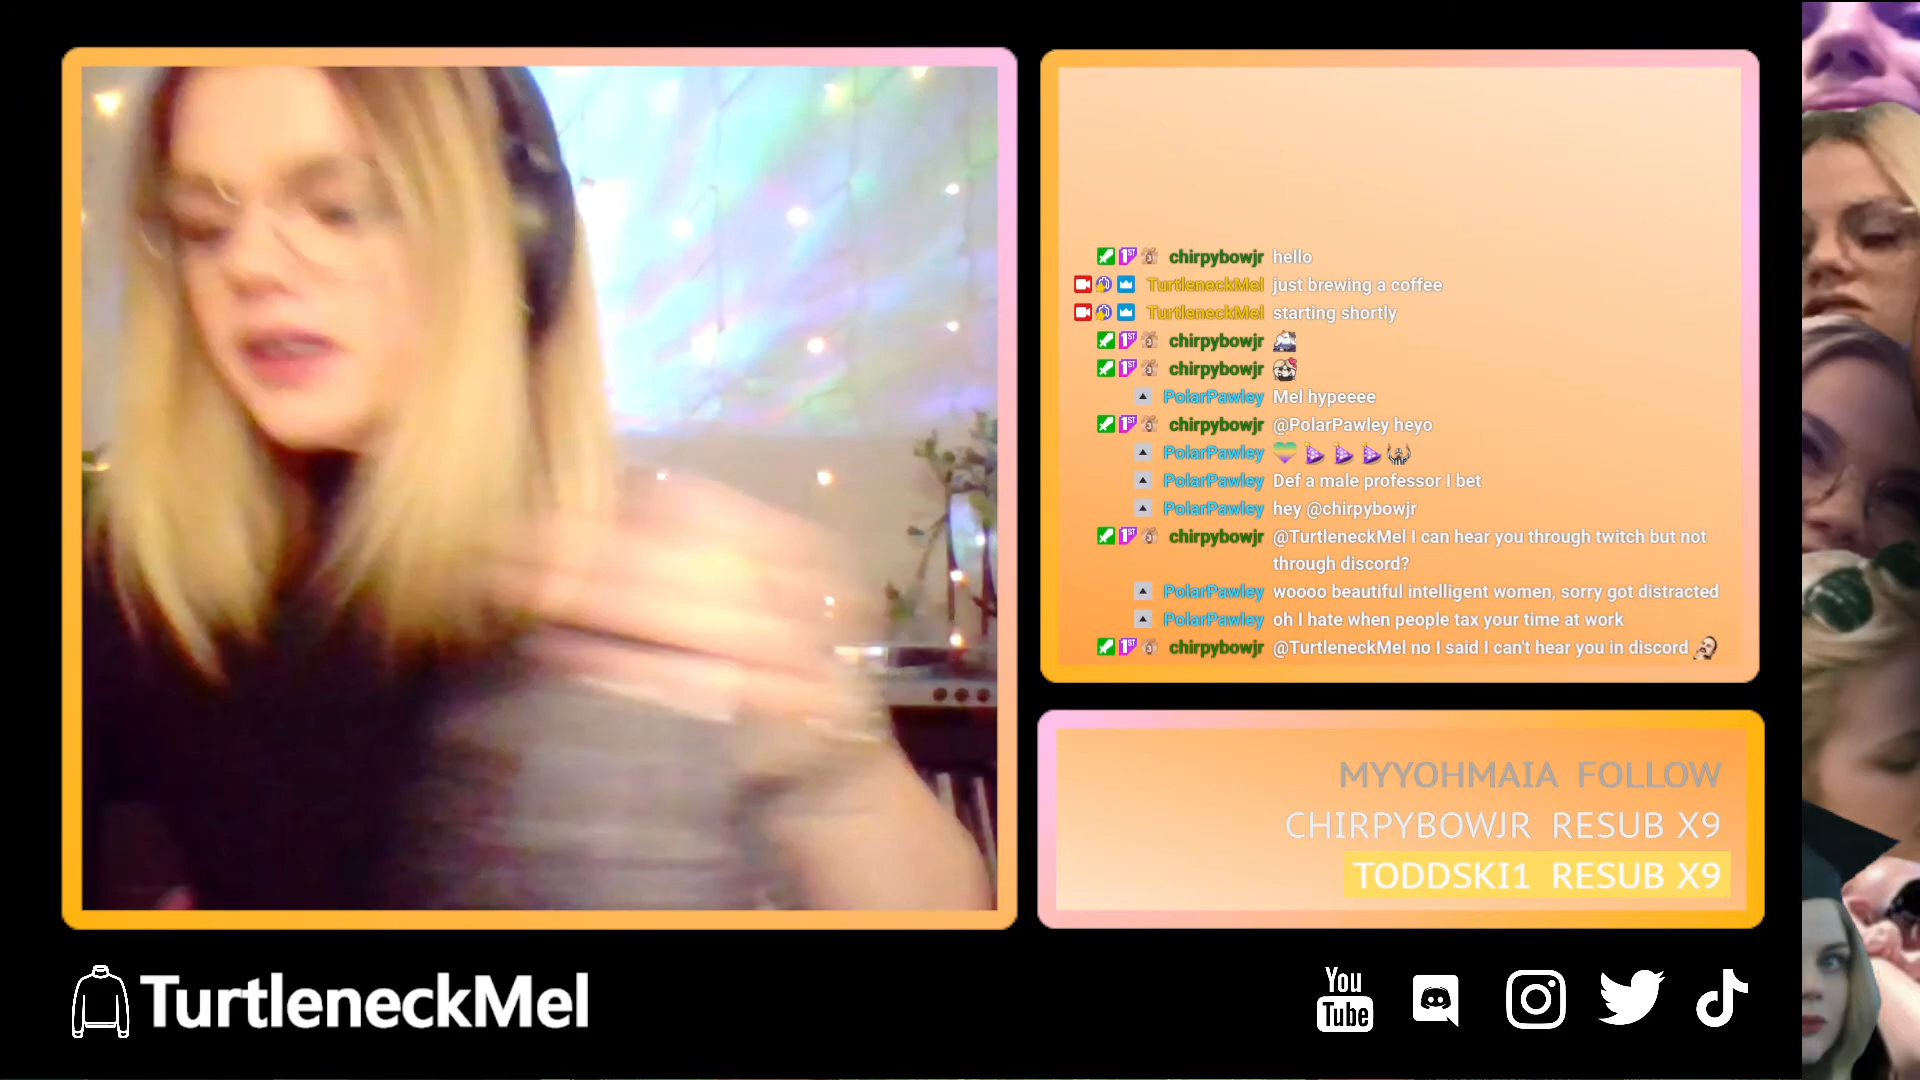 chirpybowjr hello
TurtleneckMel just brewing a coffee
TurtleneckMel starting shortly
chirpybowjr
chirpybowjr
PolarPawley Mel hypeeee
chirpybowjr @PolarPawley heyo
PolarPawley
PolarPawley Def a male professor I bet
PolarPawley hey @chirpybowjr
chirpybowjr @TurtleneckMel I can hear you through twitch but not
through discord?
PolarPawley woooo beautiful intelligent women, sorry got distracted
PolarPawley oh I hate when people tax your time at work
chirpybowjr @TurtleneckMel no I said I can't hear you in discord
MYYOHMAIA FOLLOW
CHIRPYBOWJR RESUB X9
TODDSKI1 RESUB X9
TurtleneckMel
You
Tube